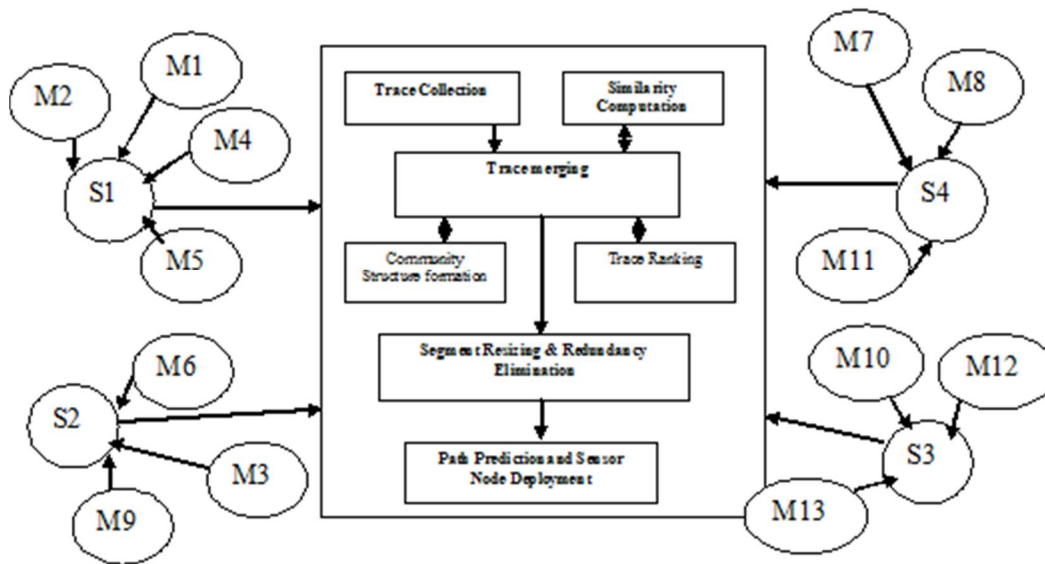 M1
M2
M4
S1
M5
M6
S2
M3
M9
Trace Collection
Similarity
Computation
Trace merging
Community
Structure formation
Trace Ranking
Segment Resizing & Redundancy
Elimination
Path Prediction and Sensor
Node Deployment
M7
M8
S4
M11
M10
M12
S3
M13